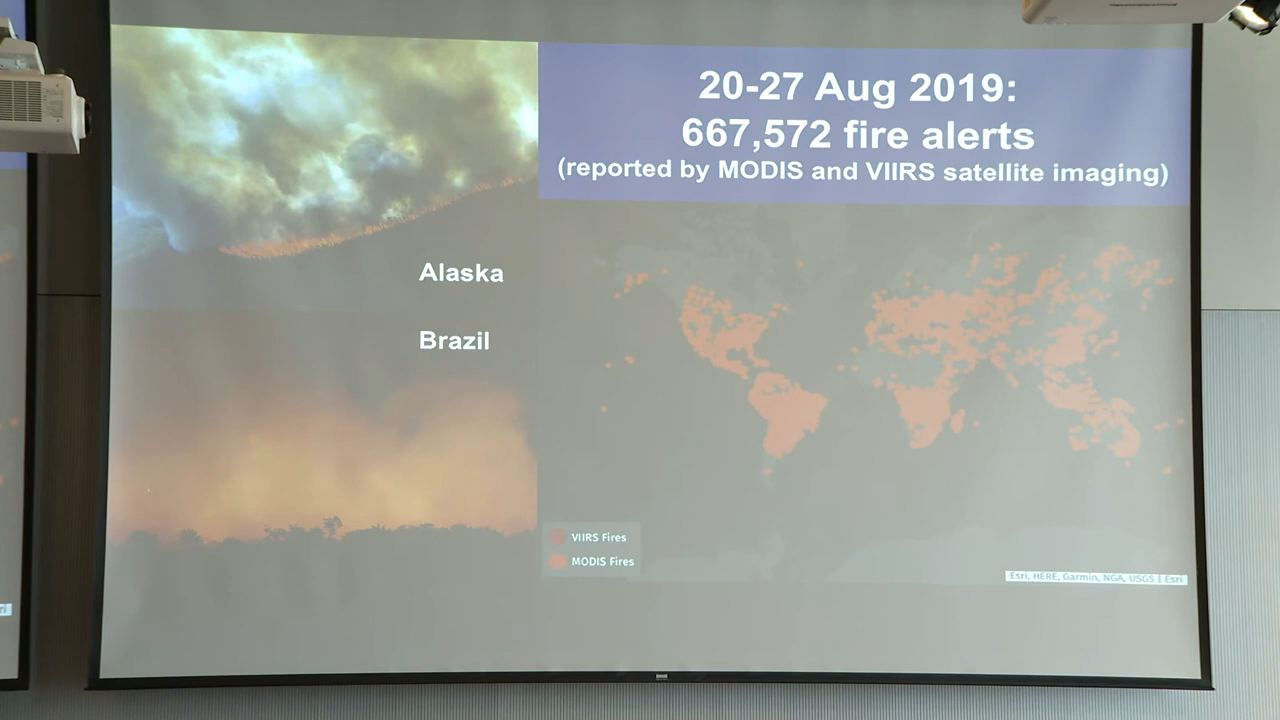 20-27 Aug 2019:
667,572 fire alerts
(reported by MODIS and VIIRS satellite imaging)
Alaska
Brazil
VIIRS Fires
MODIS Fires
Esri, HERE, Garmin, NGA, USGS | Esri